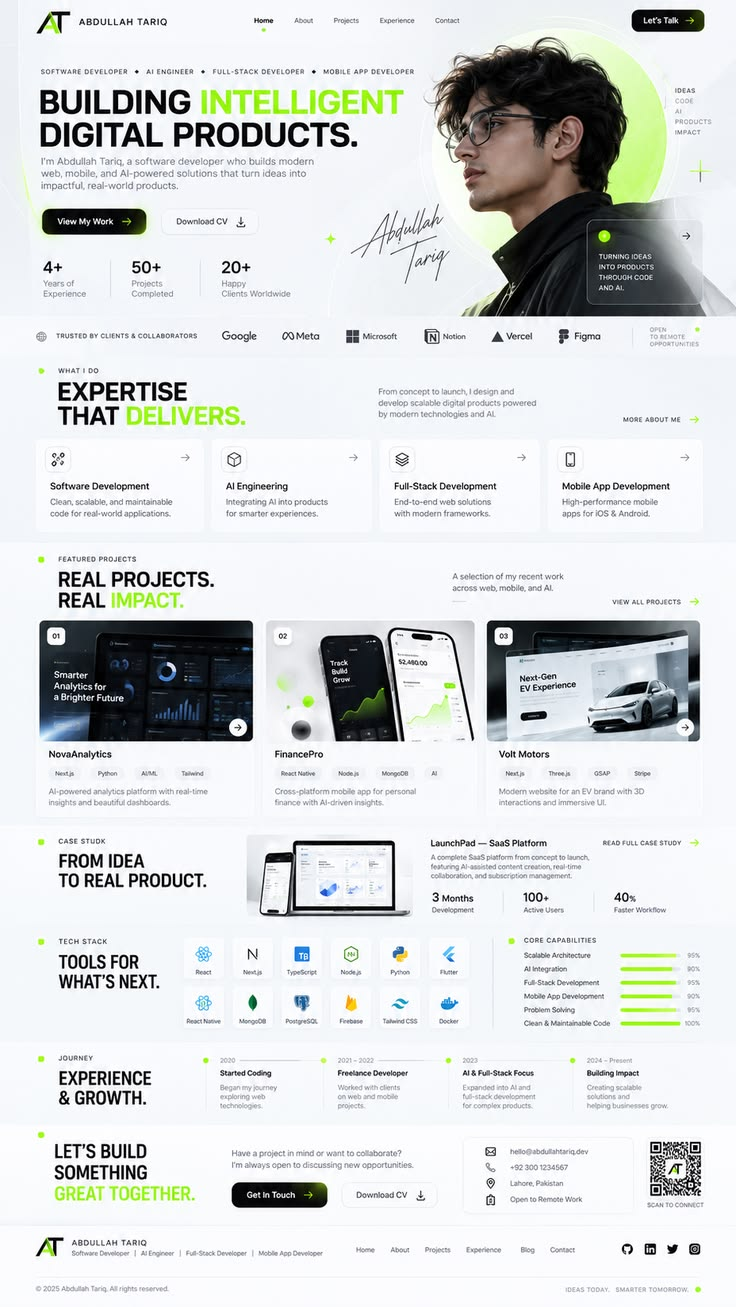 AT ABDULLAH TARIQ
Home About Projects Experience Contact
Let's Talk
SOFTWARE DEVELOPER ◆ AI ENGINEER ◆ FULL-STACK DEVELOPER ◆ MOBILE APP DEVELOPER
BUILDING INTELLIGENT
DIGITAL PRODUCTS.
I'm Abdullah Tariq, a software developer who builds modern
web, mobile, and AI-powered solutions that turn ideas into
impactful, real-world products.
View My Work
Download CV
4+
Years of
Experience
50+
Projects
Completed
20+
Happy
Clients Worldwide
Abdullah
Tariq
IDEAS
CODE
AI
PRODUCTS
IMPACT
TURNING IDEAS
INTO PRODUCTS
THROUGH CODE
AND AI.
TRUSTED BY CLIENTS & COLLABORATORS
Google
Meta
Microsoft
Notion
Vercel
Figma
OPEN
TO REMOTE
OPPORTUNITIES
WHAT I DO
EXPERTISE
THAT DELIVERS.
From concept to launch, I design and
develop scalable digital products powered
by modern technologies and AI.
MORE ABOUT ME
Software Development
Clean, scalable, and maintainable
code for real-world applications.
AI Engineering
Integrating AI into products
for smarter experiences.
Full-Stack Development
End-to-end web solutions
with modern frameworks.
Mobile App Development
High-performance mobile
apps for iOS & Android.
FEATURED PROJECTS
REAL PROJECTS.
REAL IMPACT.
A selection of my recent work
across web, mobile, and AI.
VIEW ALL PROJECTS
01
Smarter
Analytics for
a Brighter Future
NovaAnalytics
Next.js Python AI/ML Tailwind
AI-powered analytics platform with real-time
insights and beautiful dashboards.
02
Track
Build
Grow
FinancePro
React Native Node.js MongoDB AI
Cross-platform mobile app for personal
finance with AI-driven insights.
03
Next-Gen
EV Experience
Volt Motors
Next.js Three.js GSAP Stripe
Modern website for an EV brand with 3D
interactions and immersive UI.
CASE STUDK
FROM IDEA
TO REAL PRODUCT.
LaunchPad — SaaS Platform
READ FULL CASE STUDY
A complete SaaS platform from concept to launch,
featuring AI-assisted content creation, real-time
collaboration, and subscription management.
3 Months
Development
100+
Active Users
40%
Faster Workflow
TECH STACK
TOOLS FOR
WHAT'S NEXT.
React
Next.js
TypeScript
Node.js
Python
Flutter
React Native
MongoDB
PostgreSQL
Firebase
Tailwind CSS
Docker
CORE CAPABILITIES
Scalable Architecture 95%
AI Integration 90%
Full-Stack Development 95%
Mobile App Development 90%
Problem Solving 95%
Clean & Maintainable Code 100%
JOURNEY
EXPERIENCE
& GROWTH.
2020
Started Coding
Began my journey
exploring web
technologies.
2021 – 2022
Freelance Developer
Worked with clients
on web and mobile
projects.
2023
AI & Full-Stack Focus
Expanded into AI and
full-stack development
for complex products.
2024 – Present
Building Impact
Creating scalable
solutions and
helping businesses grow.
LET'S BUILD
SOMETHING
GREAT TOGETHER.
Have a project in mind or want to collaborate?
I'm always open to discussing new opportunities.
Get In Touch
Download CV
hello@abdullahtariq.dev
+92 300 1234567
Lahore, Pakistan
Open to Remote Work
AT
SCAN TO CONNECT
AT ABDULLAH TARIQ
Software Developer | AI Engineer | Full-Stack Developer | Mobile App Developer
Home About Projects Experience Blog Contact
© 2025 Abdullah Tariq. All rights reserved.
IDEAS TODAY. SMARTER TOMORROW.